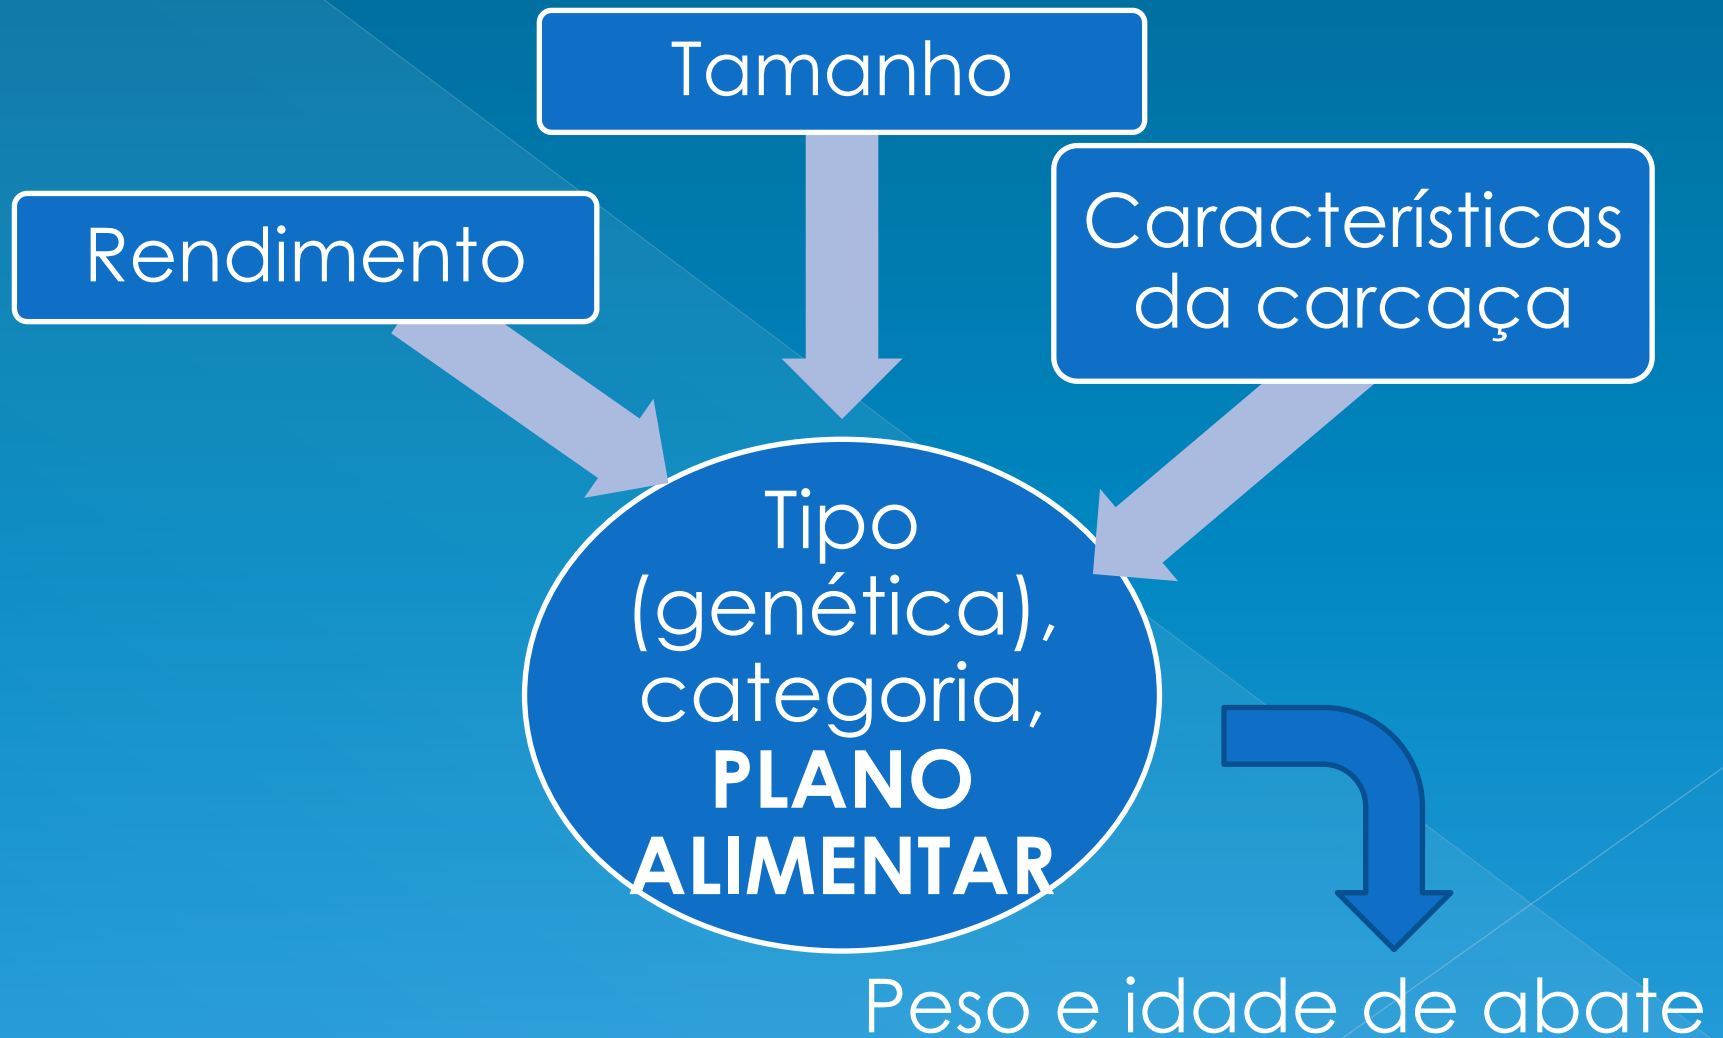 Tamanho
Rendimento
Características
da carcaça
Tipo
(genética),
categoria,
PLANO
ALIMENTAR
Peso e idade de abate